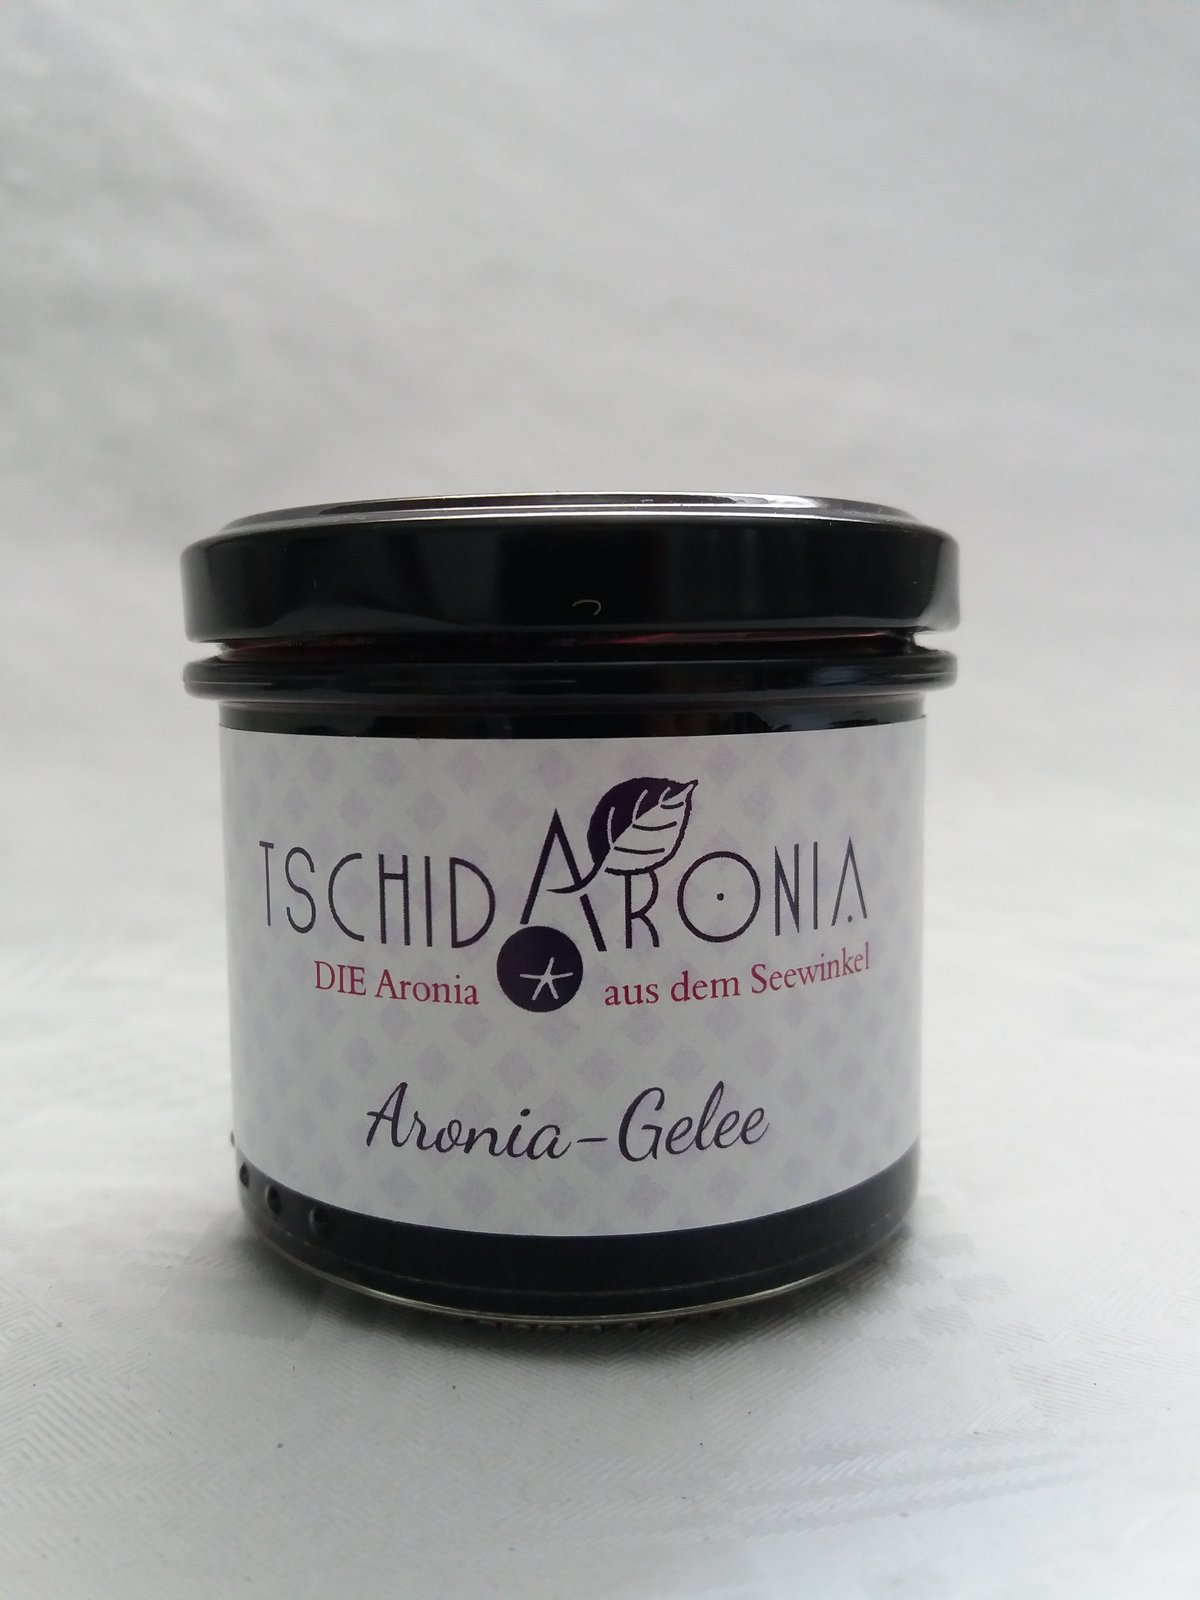 TSCHIDARONIA
DIE Aronia aus dem Seewinkel
Aronia-Gelee